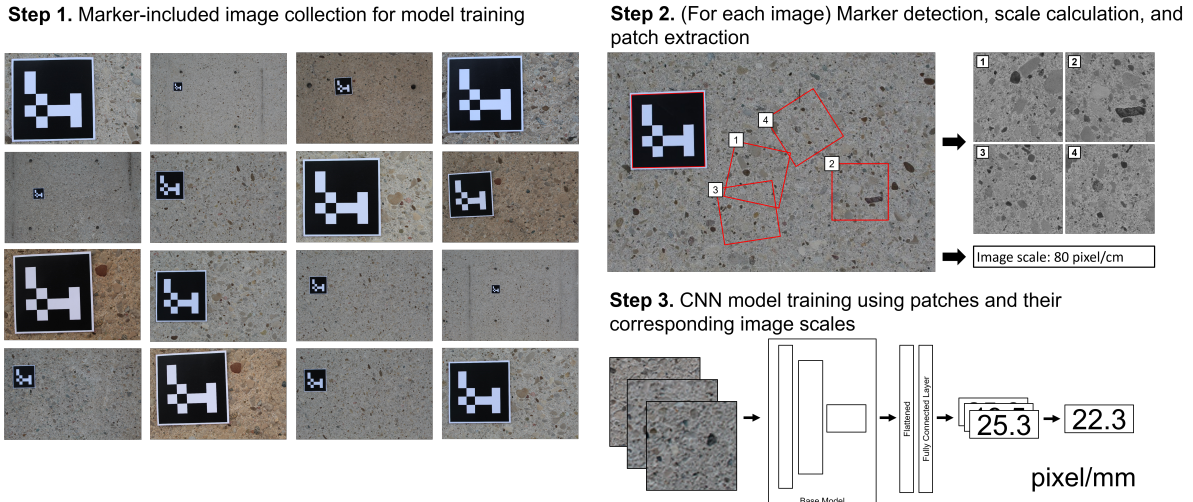 Step 1. Marker-included image collection for model training
Step 2. (For each image) Marker detection, scale calculation, and
patch extraction
4
1
2
3
1
2
3
4
Image scale: 80 pixel/cm
Step 3. CNN model training using patches and their
corresponding image scales
Flattened
Fully Connected Layer
25.3
22.3
pixel/mm
Base Model